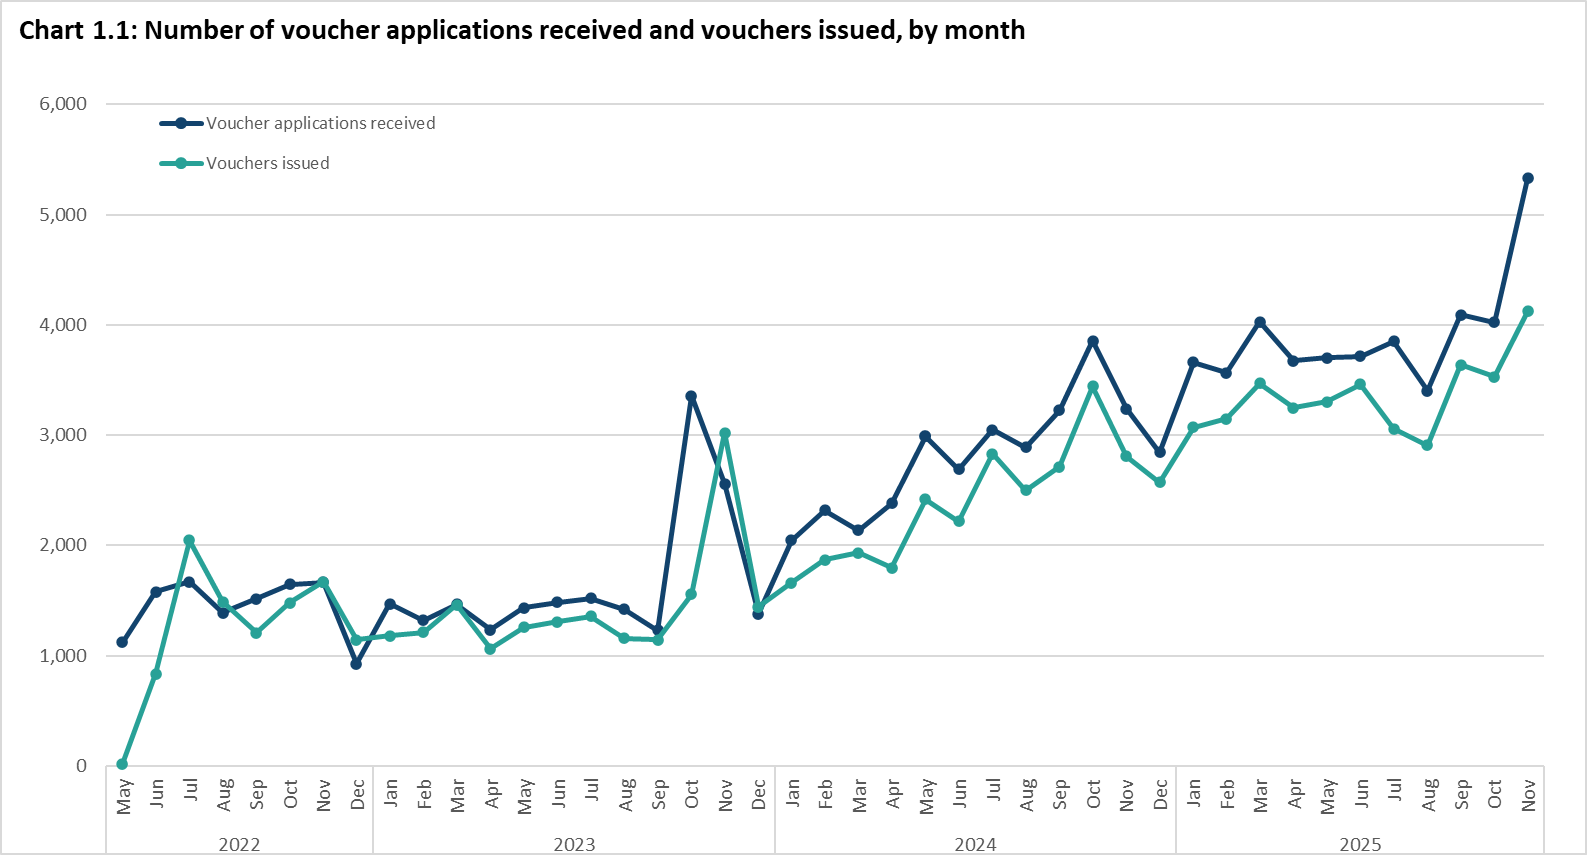 Chart 1.1: Number of voucher applications received and vouchers issued, by month
6,000
Voucher applications received
Vouchers issued
5,000
4,000
3,000
2,000
1,000
0
May Jun Jul Aug Sep Oct Nov Dec Jan Feb Mar Apr May Jun Jul Aug Sep Oct Nov Dec Jan Feb Mar Apr May Jun Jul Aug Sep Oct Nov Dec Jan Feb Mar Apr May Jun Jul Aug Sep Oct Nov
2022 2023 2024 2025